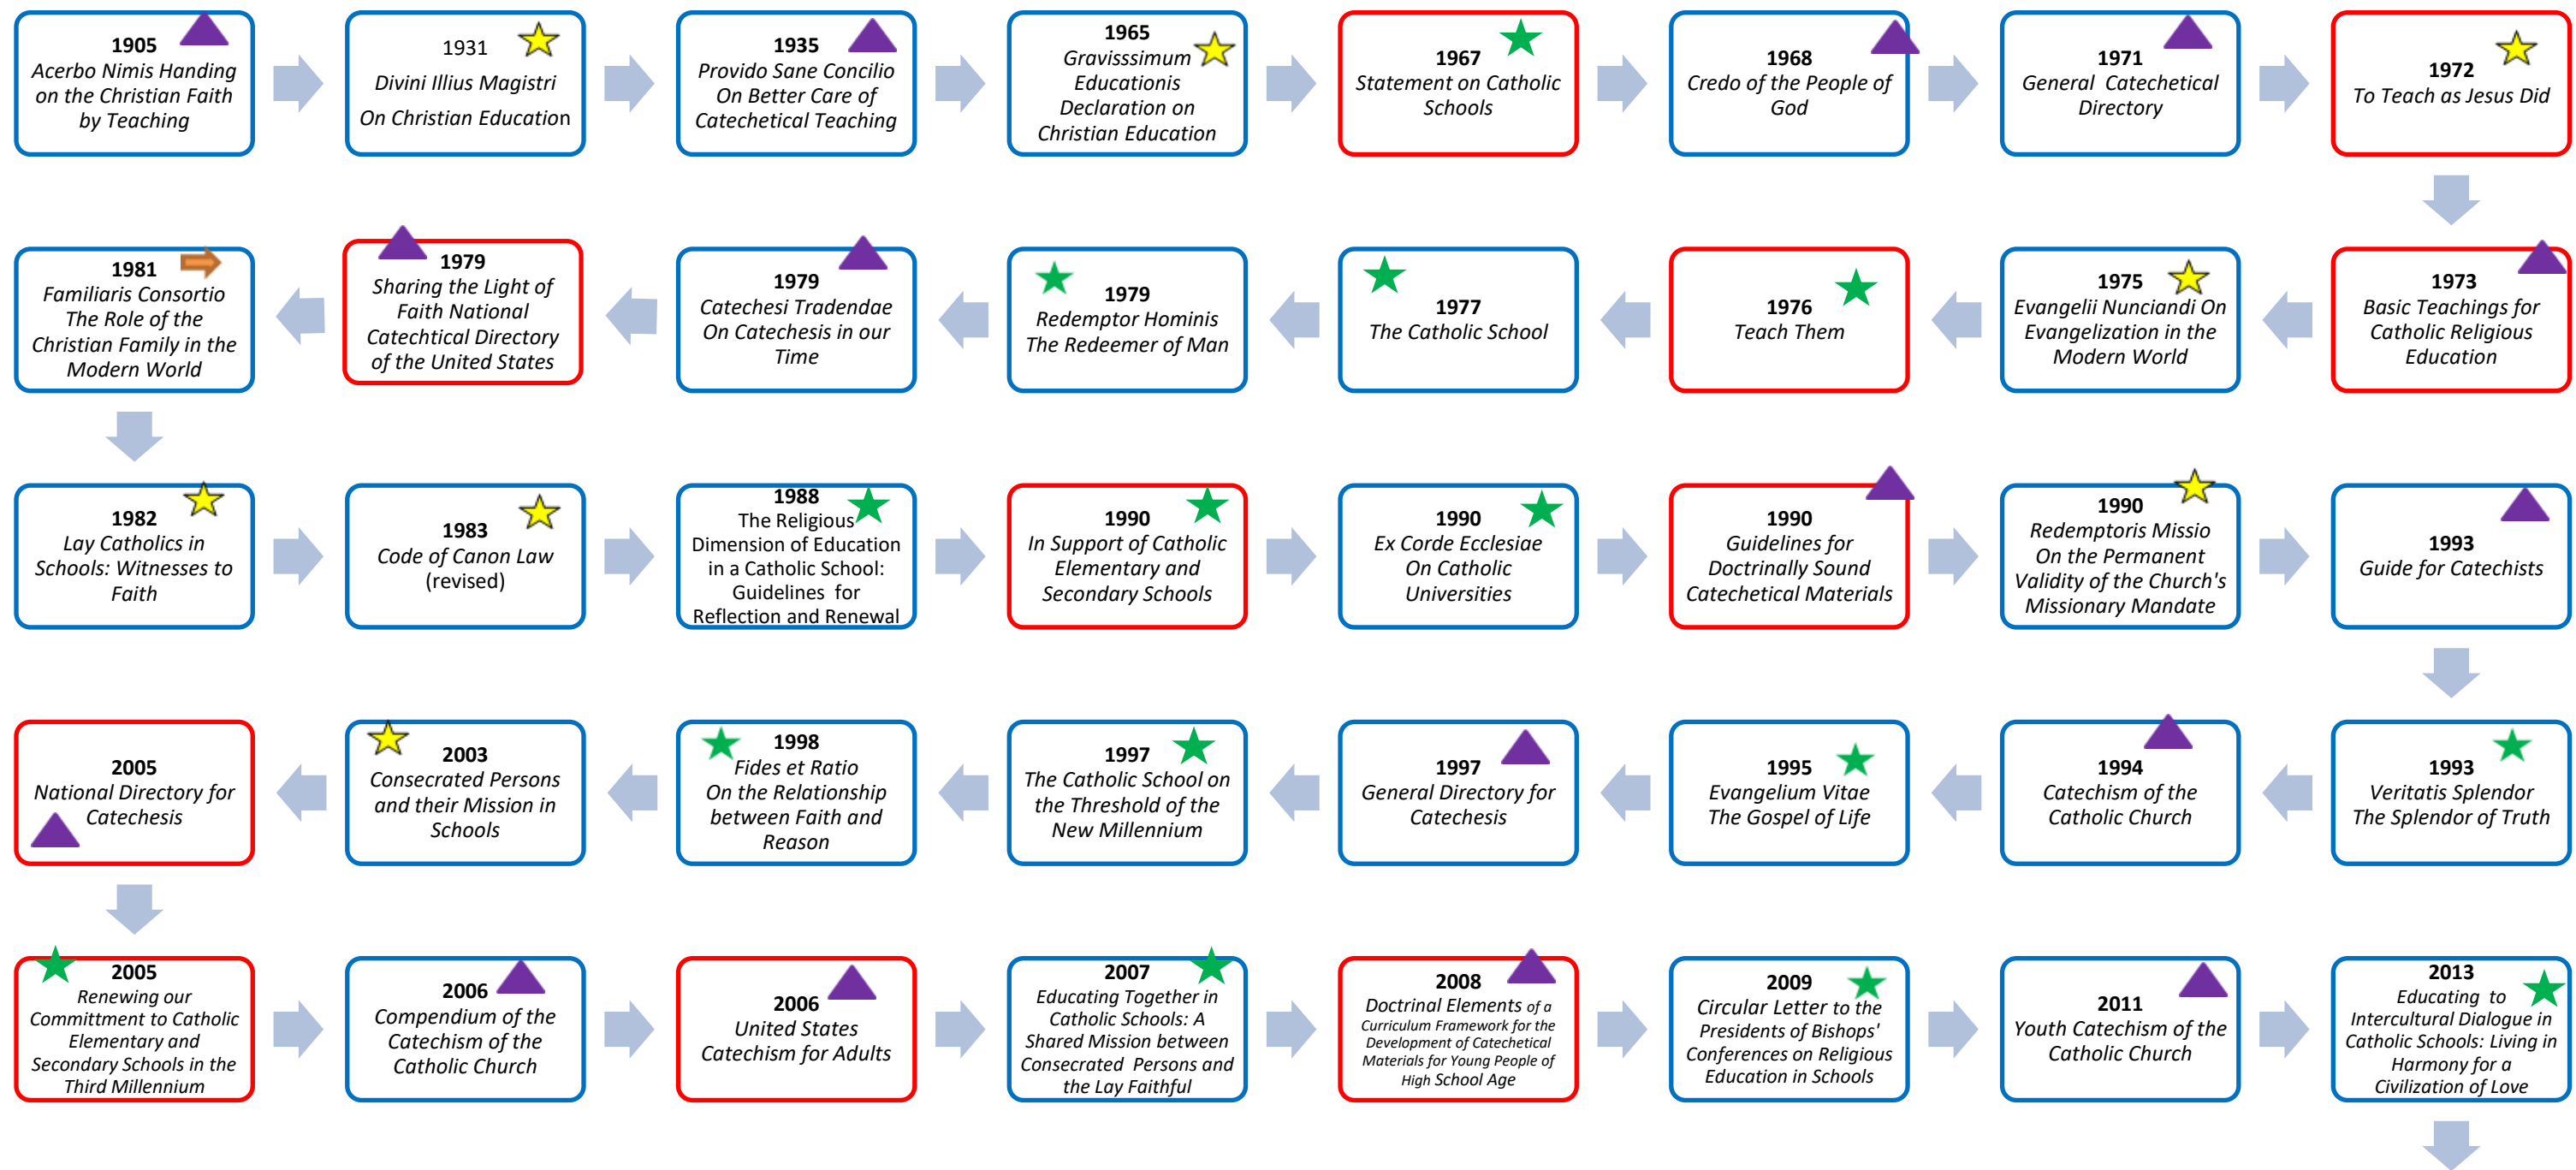 1905
Acerbo Nimis Handing
on the Christian Faith
by Teaching
1931
Divini Illius Magistri
On Christian Education
1935
Provido Sane Concilio
On Better Care of
Catechetical Teaching
1965
Gravisssimum
Educationis
Declaration on
Christian Education
1967
Statement on Catholic
Schools
1968
Credo of the People of
God
1971
General Catechetical
Directory
1972
To Teach as Jesus Did
1973
Basic Teachings for
Catholic Religious
Education
1975
Evangelii Nunciandi On
Evangelization in the
Modern World
1976
Teach Them
1977
The Catholic School
1979
Redemptor Hominis
The Redeemer of Man
1979
Catechesi Tradendae
On Catechesis in our
Time
1979
Sharing the Light of
Faith National
Catechtical Directory
of the United States
1981
Familiaris Consortio
The Role of the
Christian Family in the
Modern World
1982
Lay Catholics in
Schools: Witnesses to
Faith
1983
Code of Canon Law
(revised)
1988
The Religious
Dimension of Education
in a Catholic School:
Guidelines for
Reflection and Renewal
1990
In Support of Catholic
Elementary and
Secondary Schools
1990
Ex Corde Ecclesiae
On Catholic
Universities
1990
Guidelines for
Doctrinally Sound
Catechetical Materials
1990
Redemptoris Missio
On the Permanent
Validity of the Church's
Missionary Mandate
1993
Guide for Catechists
1993
Veritatis Splendor
The Splendor of Truth
1994
Catechism of the
Catholic Church
1995
Evangelium Vitae
The Gospel of Life
1997
General Directory for
Catechesis
1997
The Catholic School on
the Threshold of the
New Millennium
1998
Fides et Ratio
On the Relationship
between Faith and
Reason
2003
Consecrated Persons
and their Mission in
Schools
2005
National Directory for
Catechesis
2005
Renewing our
Commitment to Catholic
Elementary and
Secondary Schools in the
Third Millennium
2006
Compendium of the
Catechism of the
Catholic Church
2006
United States
Catechism for Adults
2007
Educating Together in
Catholic Schools: A
Shared Mission between
Consecrated Persons and
the Lay Faithful
2008
Doctrinal Elements of a
Curriculum Framework for the
Development of Catechetical
Materials for Young People of
High School Age
2009
Circular Letter to the
Presidents of Bishops'
Conferences on Religious
Education in Schools
2011
Youth Catechism of the
Catholic Church
2013
Educating to
Intercultural Dialogue in
Catholic Schools: Living in
Harmony for a
Civilization of Love